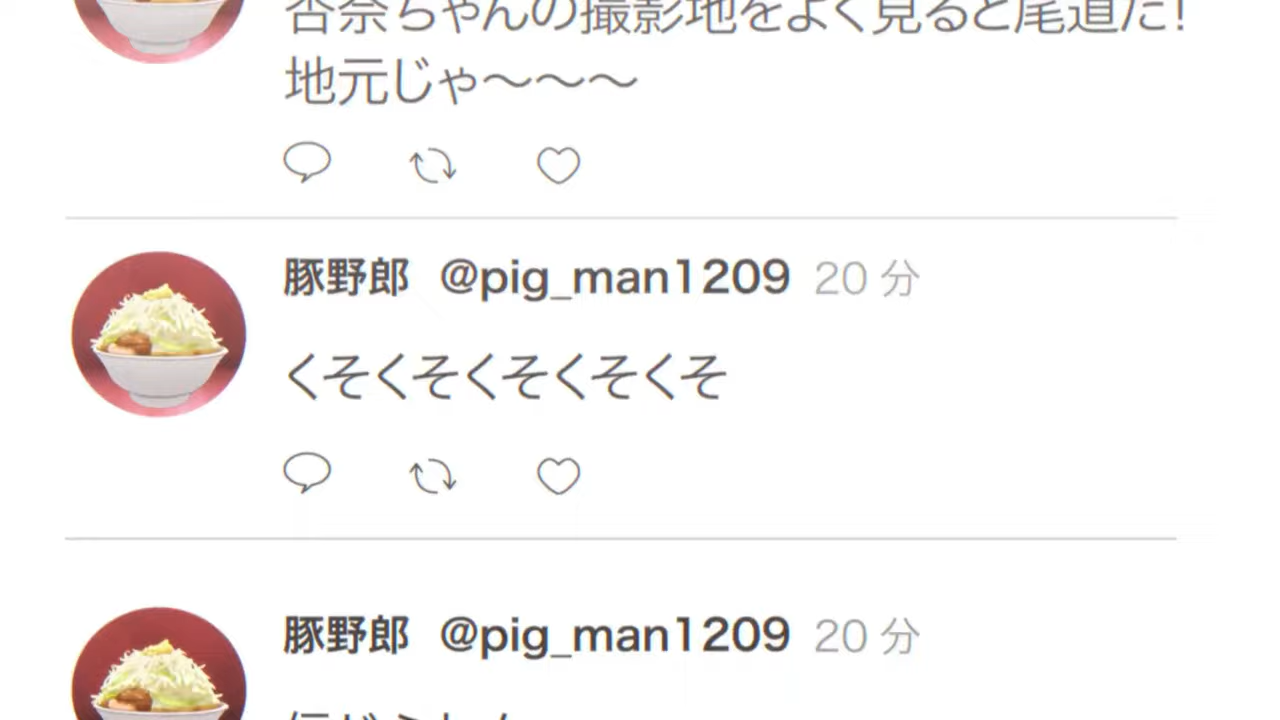 杏奈ちゃんの撮影地をよく見ると尾道だ!
地元じゃ〜〜〜
豚野郎 @pig_man1209 20 分
くそくそくそくそくそ
豚野郎 @pig_man1209 20 分